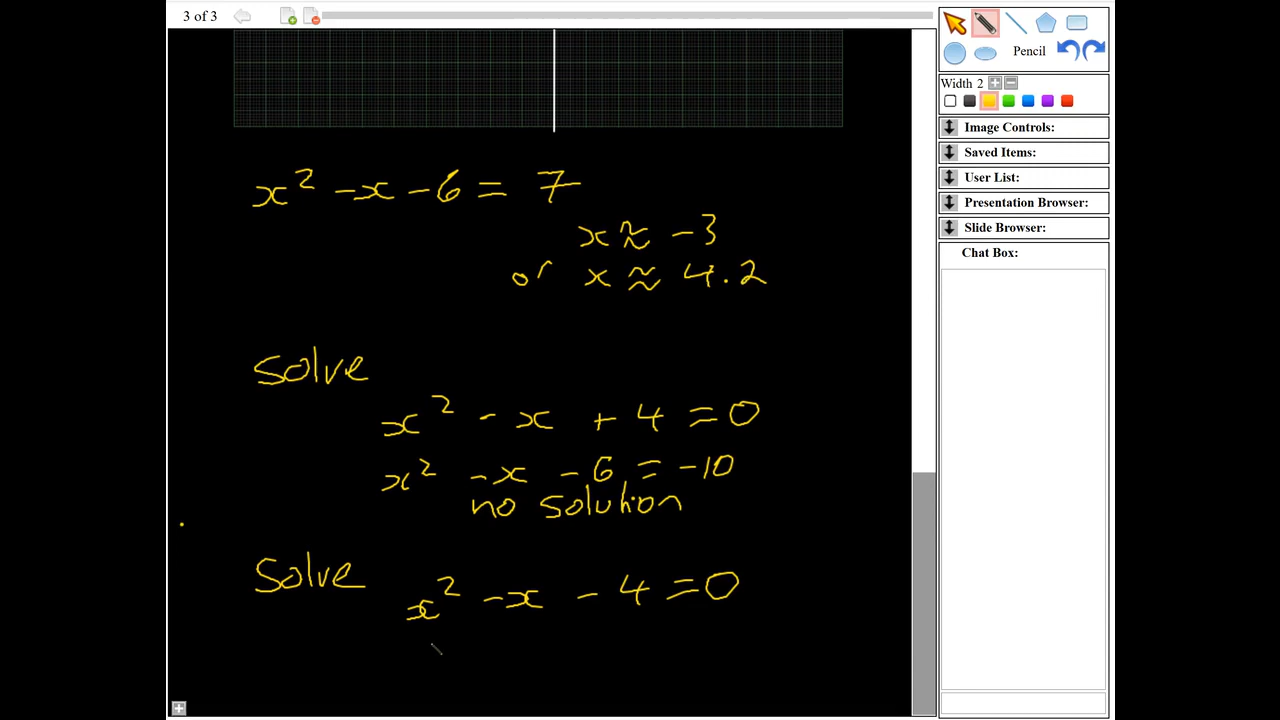 3 of 3
x² - x - 6 = 7
x ≈ -3
or x ≈ 4.2
Solve
x² - x + 4 = 0
x² - x - 6 = -10
no solution
Solve x² - x - 4 = 0
Pencil
Width 2
Image Controls:
Saved Items:
User List:
Presentation Browser:
Slide Browser:
Chat Box: